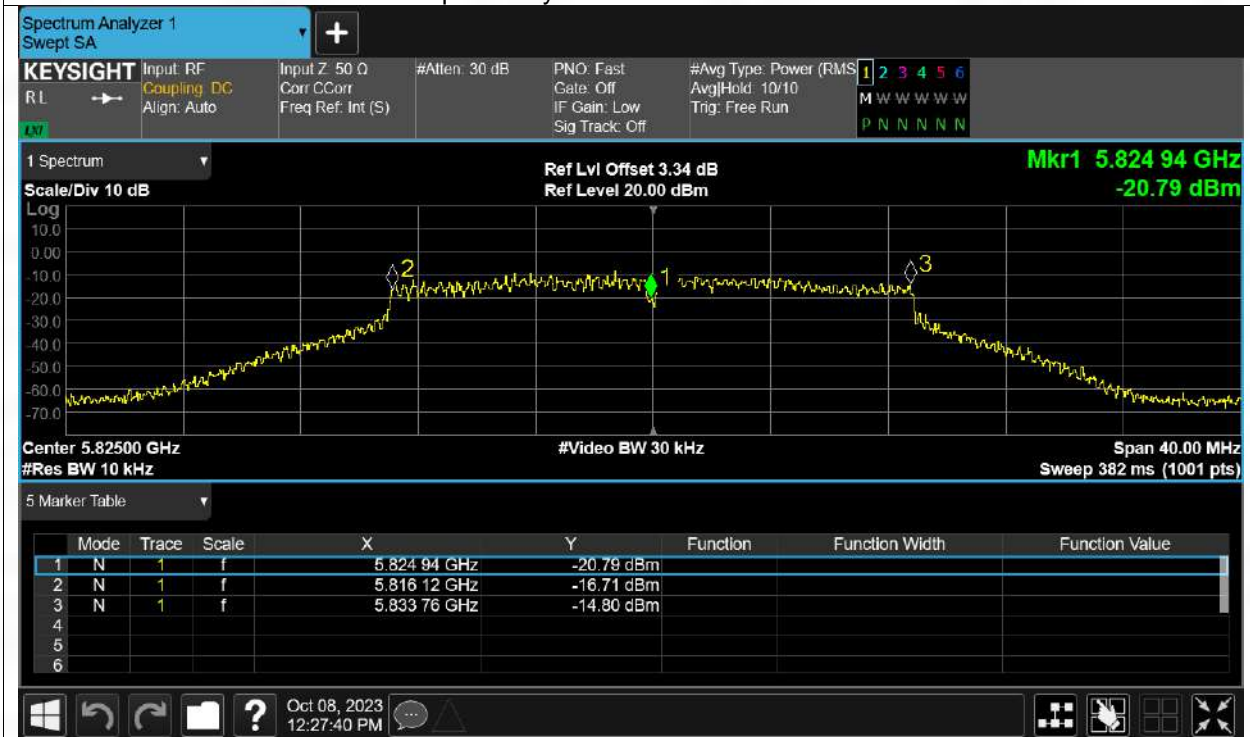 Spectrum Analyzer 1
Swept SA
+
KEYSIGHT Input: RF Input Z: 50 Ω #Atten: 30 dB PNO: Fast #Avg Type: Power (RMS 1 2 3 4 5 6
RL Coupling: DC Corr CCorr Gate: Off Avg|Hold: 10/10 M W W W W W
Align: Auto Freq Ref: Int (S) IF Gain: Low Trig: Free Run
LXI Sig Track: Off P N N N N N
1 Spectrum Ref Lvl Offset 3.34 dB Mkr1 5.824 94 GHz
Scale/Div 10 dB Ref Level 20.00 dBm -20.79 dBm
Log
10.0
0.00
-10.0 2 1 3
-20.0
-30.0
-40.0
-50.0
-60.0
-70.0
Center 5.82500 GHz #Video BW 30 kHz Span 40.00 MHz
#Res BW 10 kHz Sweep 382 ms (1001 pts)
5 Marker Table
Mode Trace Scale X Y Function Function Width Function Value
1 N 1 f 5.824 94 GHz -20.79 dBm
2 N 1 f 5.816 12 GHz -16.71 dBm
3 N 1 f 5.833 76 GHz -14.80 dBm
4
5
6
? Oct 08, 2023
12:27:40 PM